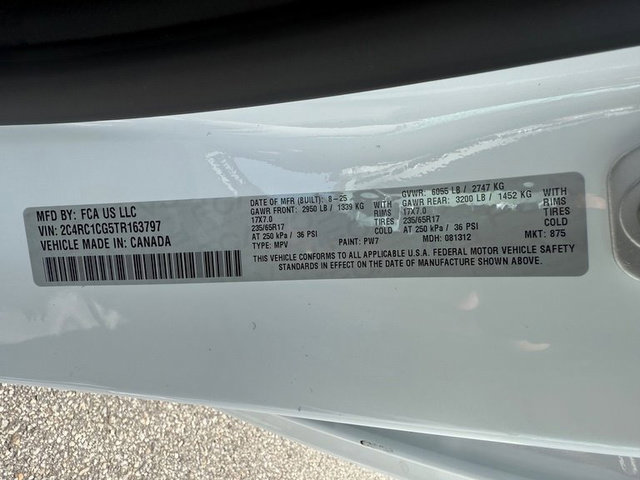 MFD BY: FCA US LLC
VIN: 2C4RC1CG5TR163797
VEHICLE MADE IN: CANADA
DATE OF MFR (BUILT): 8-25
GAWR FRONT: 2950 LB / 1339 KG WITH
17X7.0 RIMS
235/65R17 TIRES
AT 250 kPa / 36 PSI COLD
TYPE: MPV PAINT: PW7
GVWR: 6055 LB / 2747 KG
GAWR REAR: 3200 LB / 1452 KG WITH
17X7.0 RIMS
235/65R17 TIRES
AT 250 kPa / 36 PSI COLD
MDH: 081312 MKT: 875
THIS VEHICLE CONFORMS TO ALL APPLICABLE U.S.A. FEDERAL MOTOR VEHICLE SAFETY
STANDARDS IN EFFECT ON THE DATE OF MANUFACTURE SHOWN ABOVE.